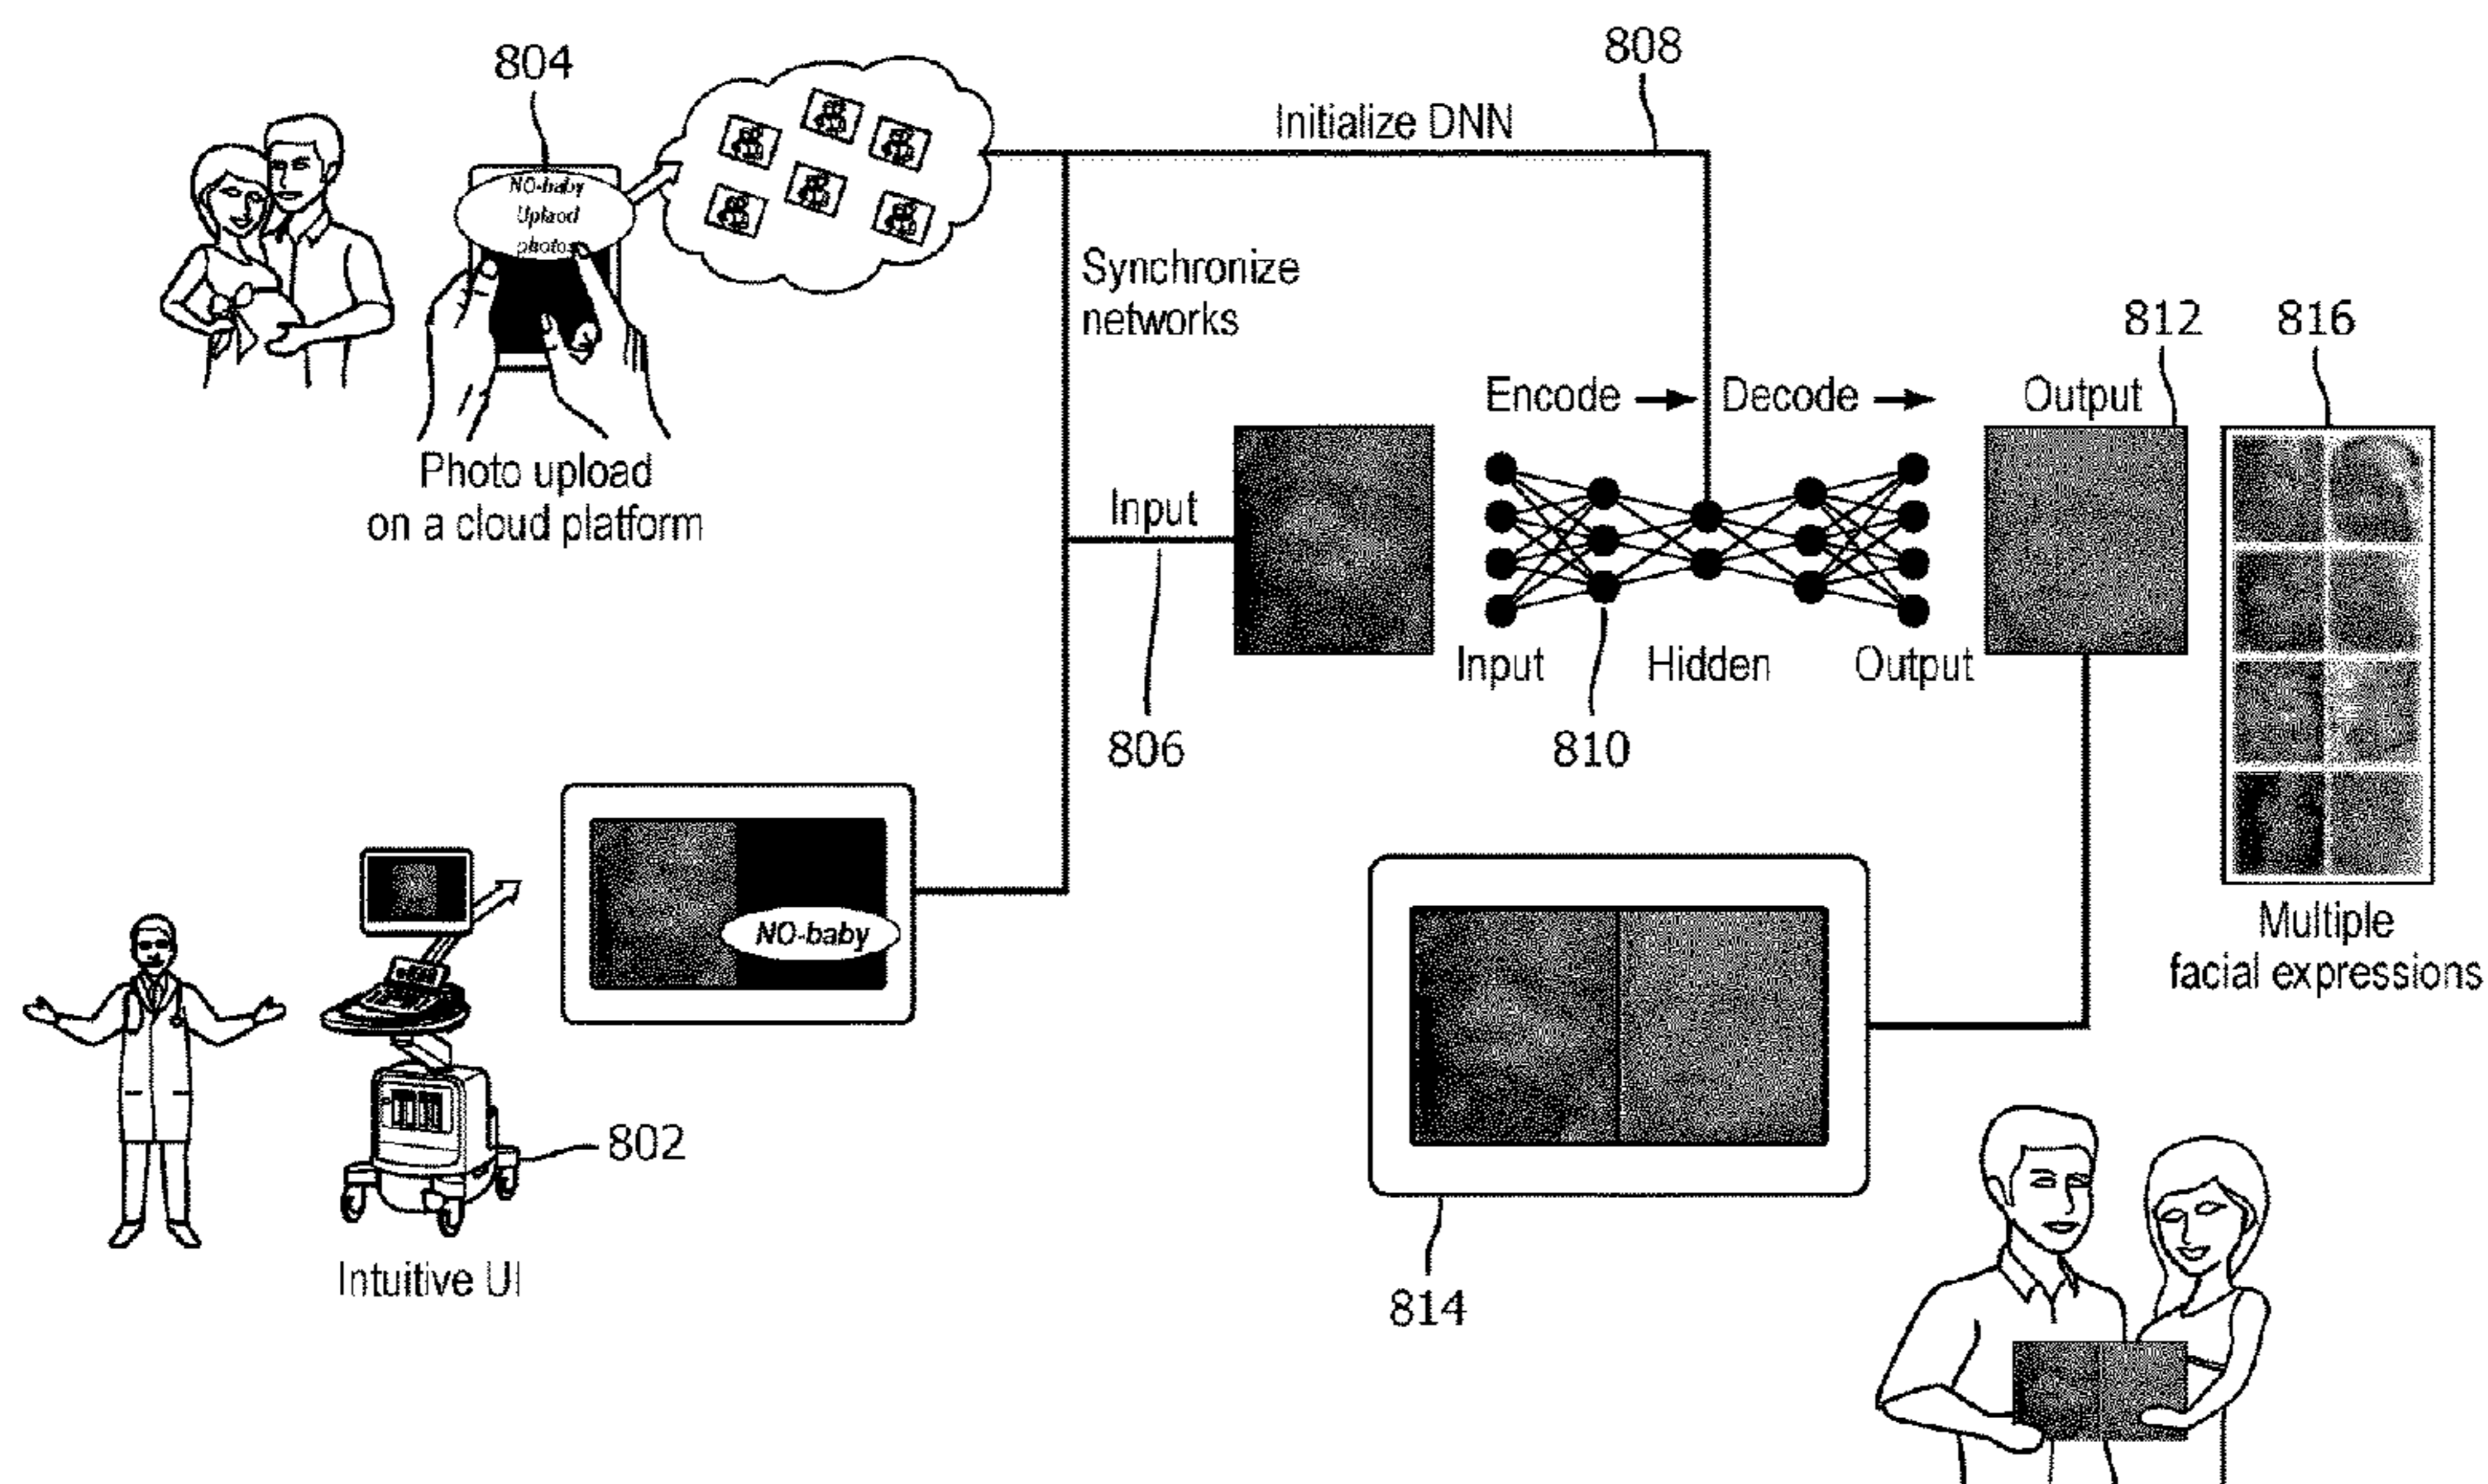 804
808
NO-baby
Uplaod
photos
Initialize DNN
Synchronize
networks
812
816
Encode
Decode
Output
Photo upload
on a cloud platform
Input
Input
Hidden
Output
806
810
NO-baby
Multiple
facial expressions
802
Intuitive UI
814